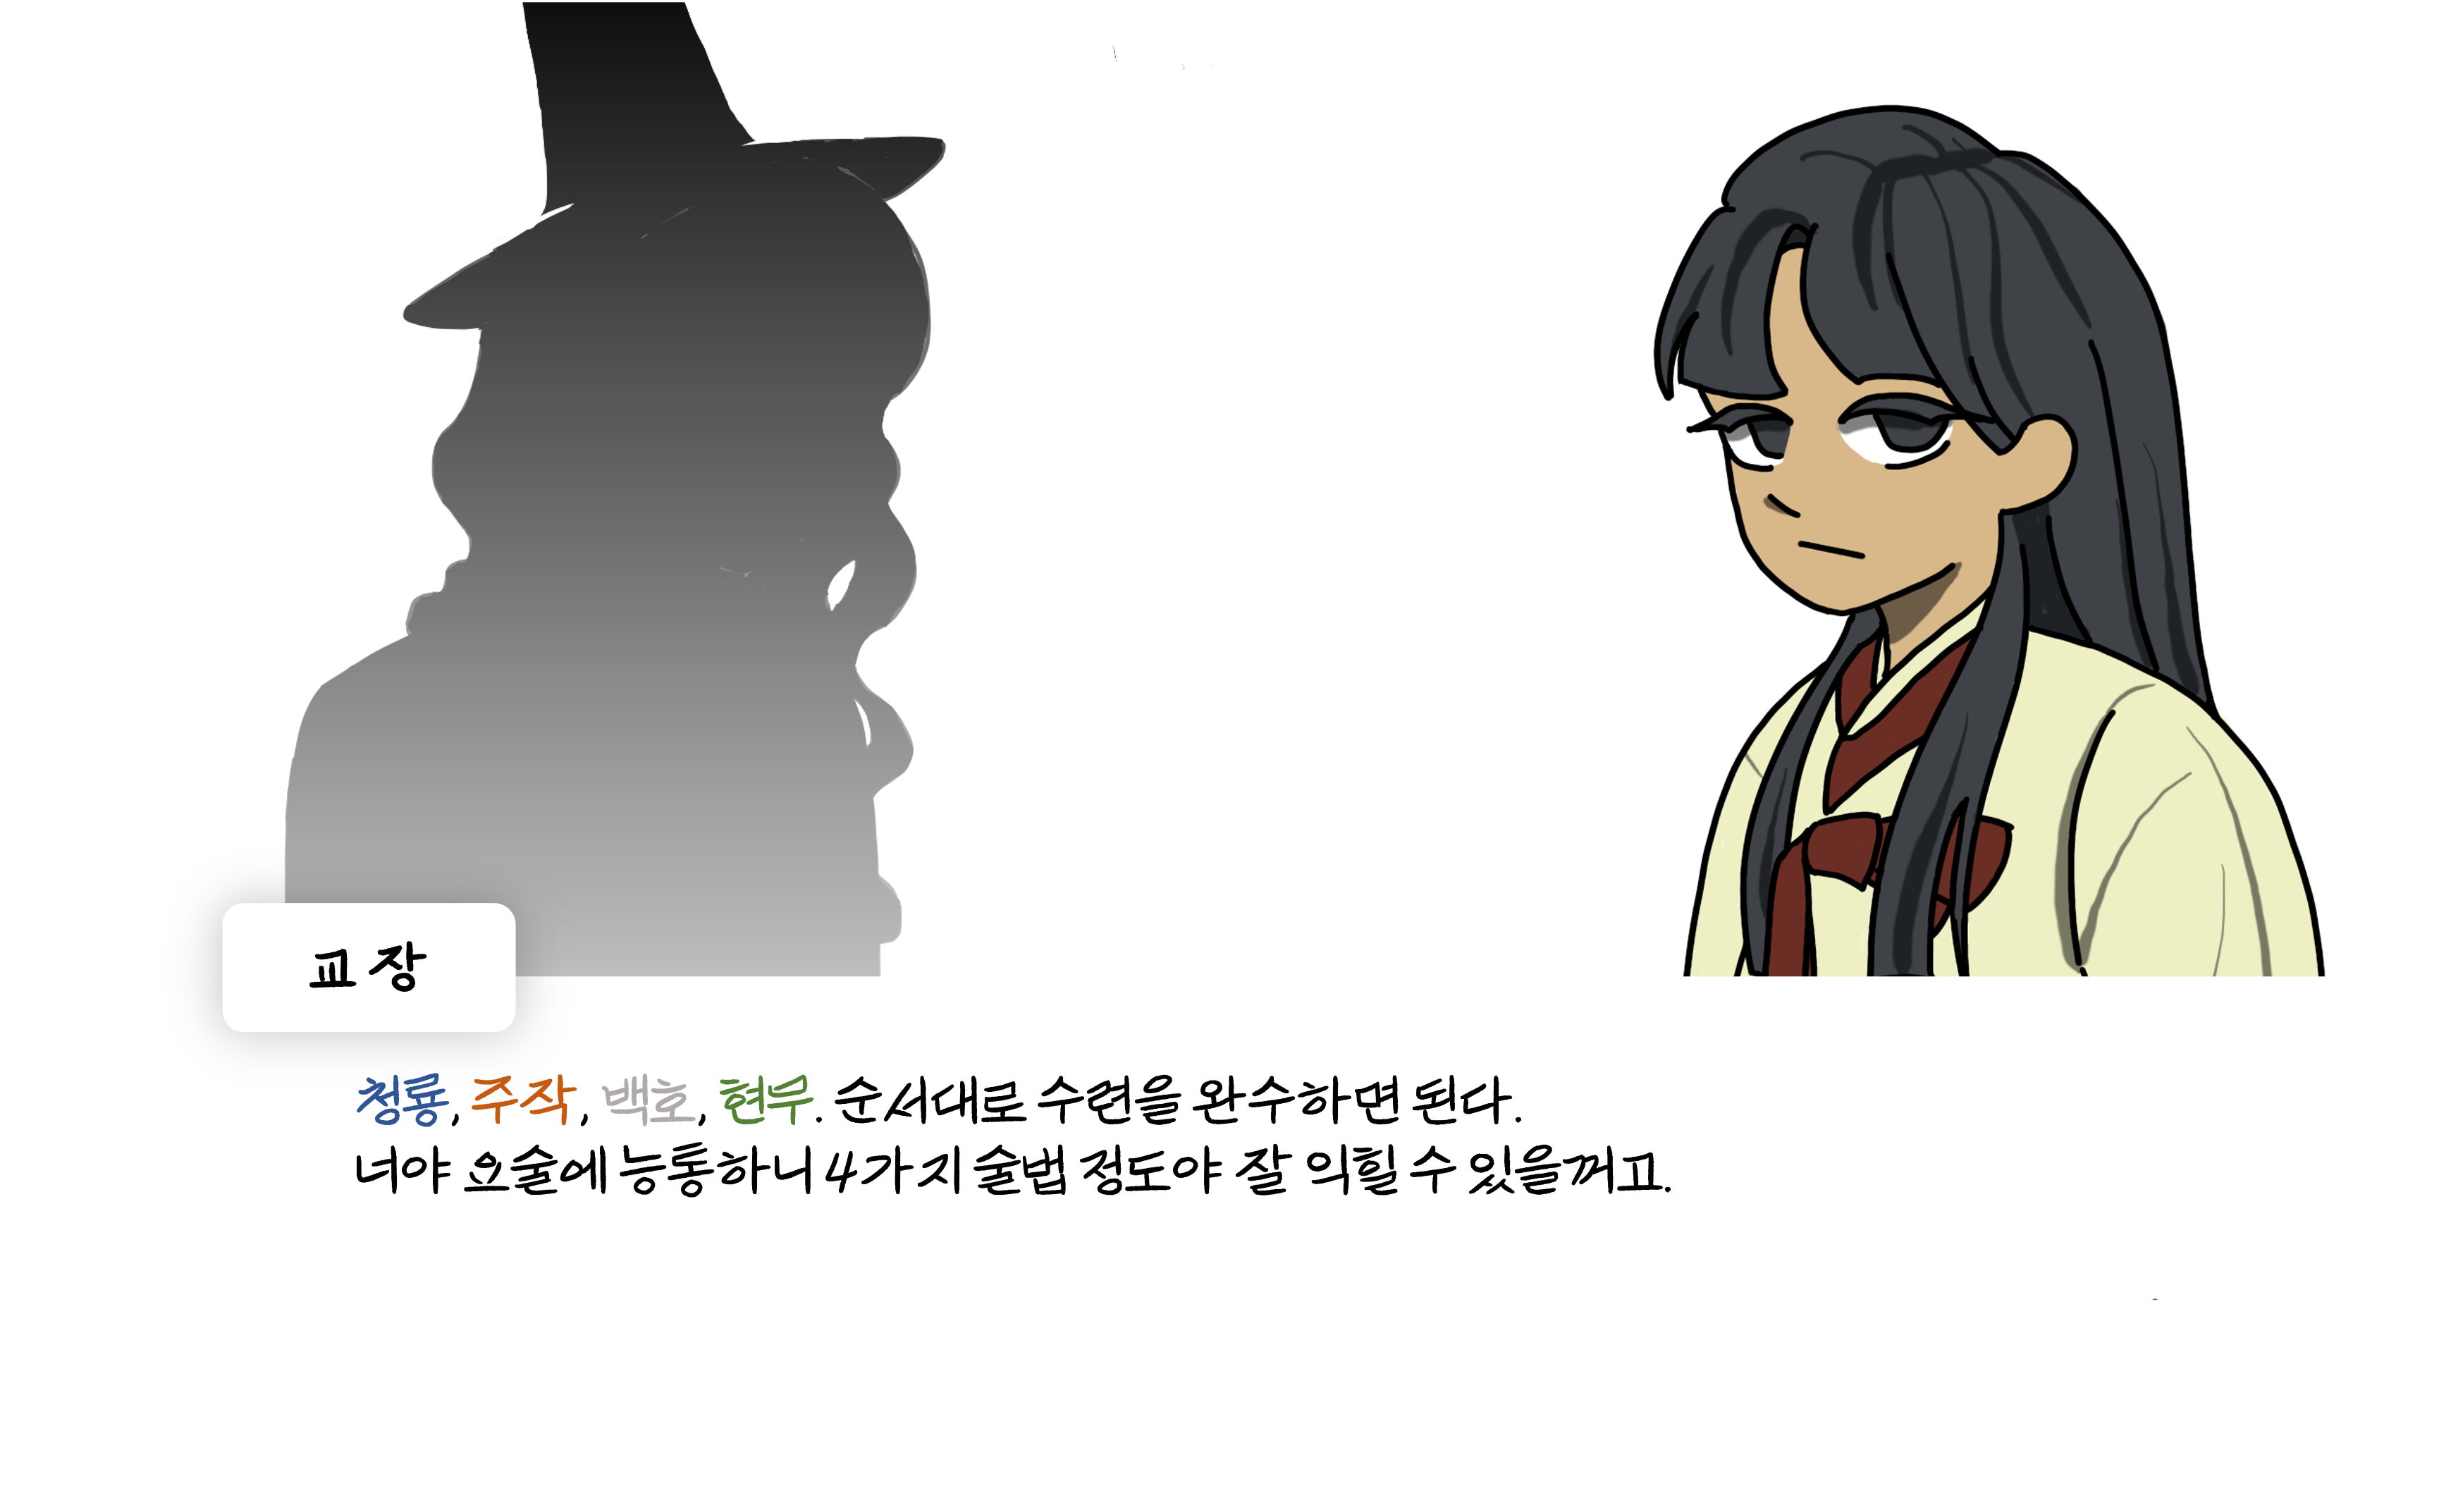 교장
청룡, 주작, 백호, 현무. 순서대로 수련을 완수하면 된다.
너야 요술에 능통하니 4가지 술법 정도야 잘 익힐 수 있을꺼고.